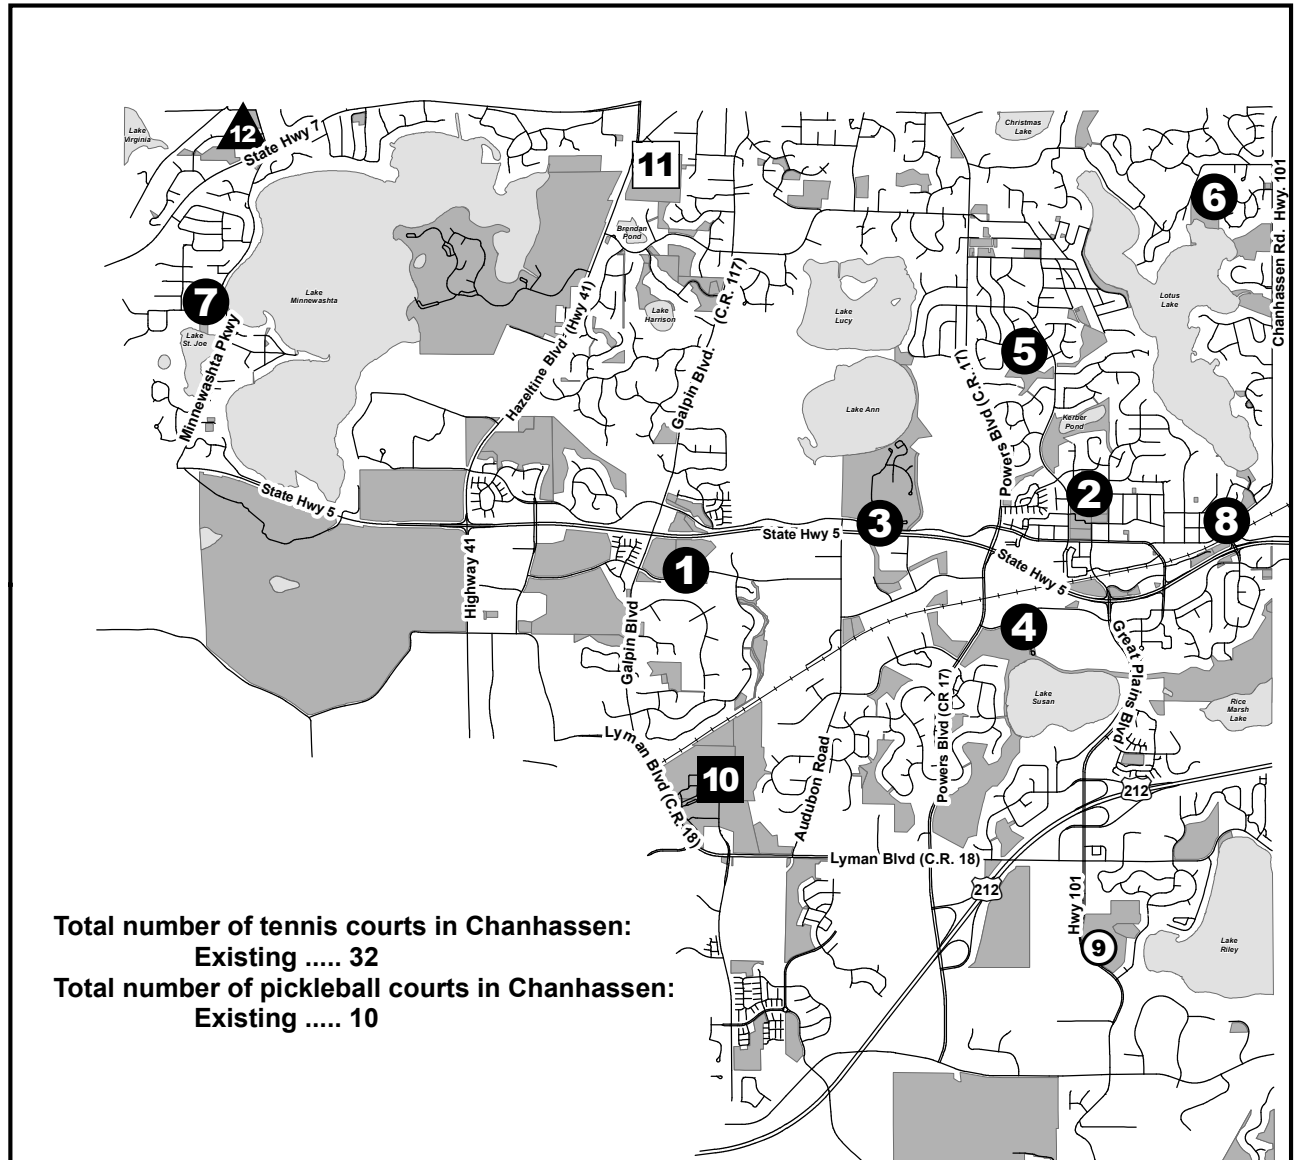 Lake
Virginia
12
State Hwy 7
11
Christmas
Lake
6
Chanhassen Rd. Hwy. 101
Brendan
Pond
7
Lake
Minnewashta
Lake
St. Joe
Minnewashta Pkwy
Hazeltine Blvd (Hwy 41)
Lake
Harrison
Galpin Blvd. (C.R. 117)
Lake
Lucy
Lotus
Lake
5
Powers Blvd (C.R. 17)
Lake Ann
Kerber
Pond
State Hwy 5
2
3
8
State Hwy 5
State Hwy 5
1
Highway 41
Galpin Blvd
4
Great Plains Blvd
Lake
Susan
Rice
Marsh
Lake
Powers Blvd (CR 17)
Lyman Blvd (C.R. 18)
10
Audubon Road
212
Lyman Blvd (C.R. 18)
212
Hwy 101
9
Lake
Riley
Total number of tennis courts in Chanhassen:
Existing ..... 32
Total number of pickleball courts in Chanhassen:
Existing ..... 10